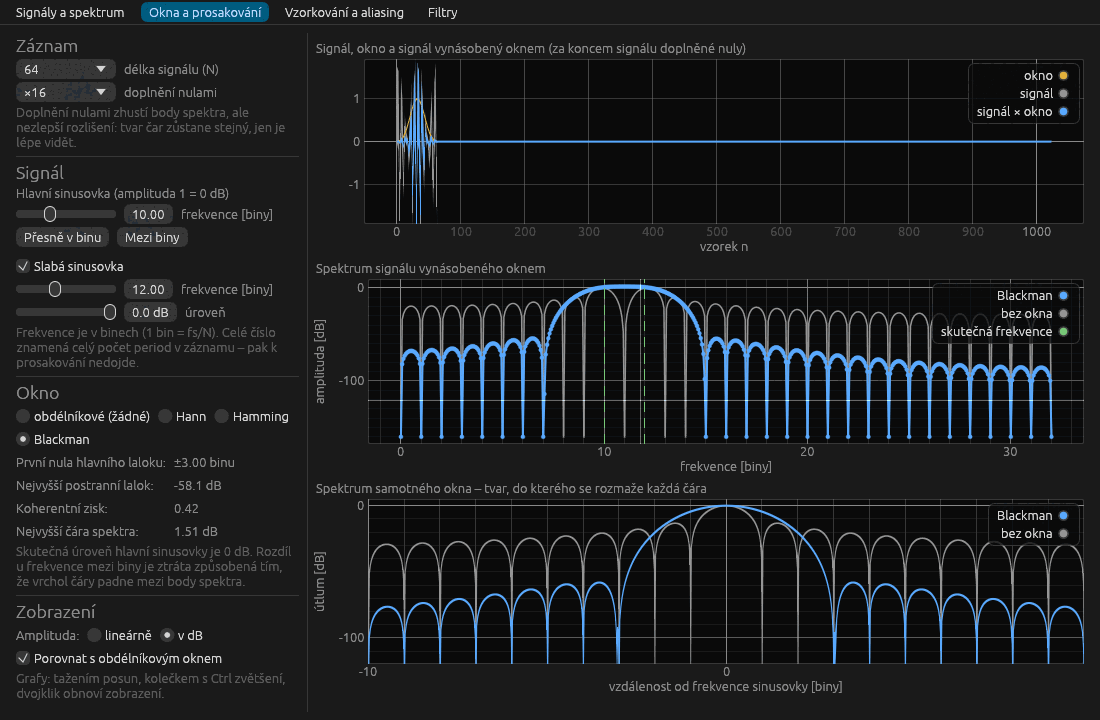 Signály a spektrum
Okna a prosakování
Vzorkování a aliasing
Filtry
Záznam
64
délka signálu (N)
×16
doplnění nulami
Doplnění nulami zhustí body spektra, ale
nezlepší rozlišení: tvar čar zůstane stejný, jen je
lépe vidět.
Signál
Hlavní sinusovka (amplituda 1 = 0 dB)
10.00
frekvence [biny]
Přesně v binu
Mezi biny
Slabá sinusovka
12.00
frekvence [biny]
0.0 dB
úroveň
Frekvence je v binech (1 bin = fs/N). Celé číslo
znamená celý počet period v záznamu – pak k
prosakování nedojde.
Okno
obdélníkové (žádné)
Hann
Hamming
Blackman
První nula hlavního laloku: ±3.00 binu
Nejvyšší postranní lalok: -58.1 dB
Koherentní zisk: 0.42
Nejvyšší čára spektra: 1.51 dB
Skutečná úroveň hlavní sinusovky je 0 dB. Rozdíl
u frekvence mezi biny je ztráta způsobená tím,
že vrchol čáry padne mezi body spektra.
Zobrazení
Amplituda:
lineárně
v dB
Porovnat s obdélníkovým oknem
Grafy: tažením posun, kolečkem s Ctrl zvětšení,
dvojklik obnoví zobrazení.
Signál, okno a signál vynásobený oknem (za koncem signálu doplněné nuly)
okno
signál
signál × okno
1
0
-1
0 100 200 300 400 500 600 700 800 900 1000
vzorek n
Spektrum signálu vynásobeného oknem
Blackman
bez okna
skutečná frekvence
amplituda [dB]
0
-100
0 10 20 30
frekvence [biny]
Spektrum samotného okna – tvar, do kterého se rozmaže každá čára
Blackman
bez okna
útlum [dB]
0
-100
-10 0
vzdálenost od frekvence sinusovky [biny]